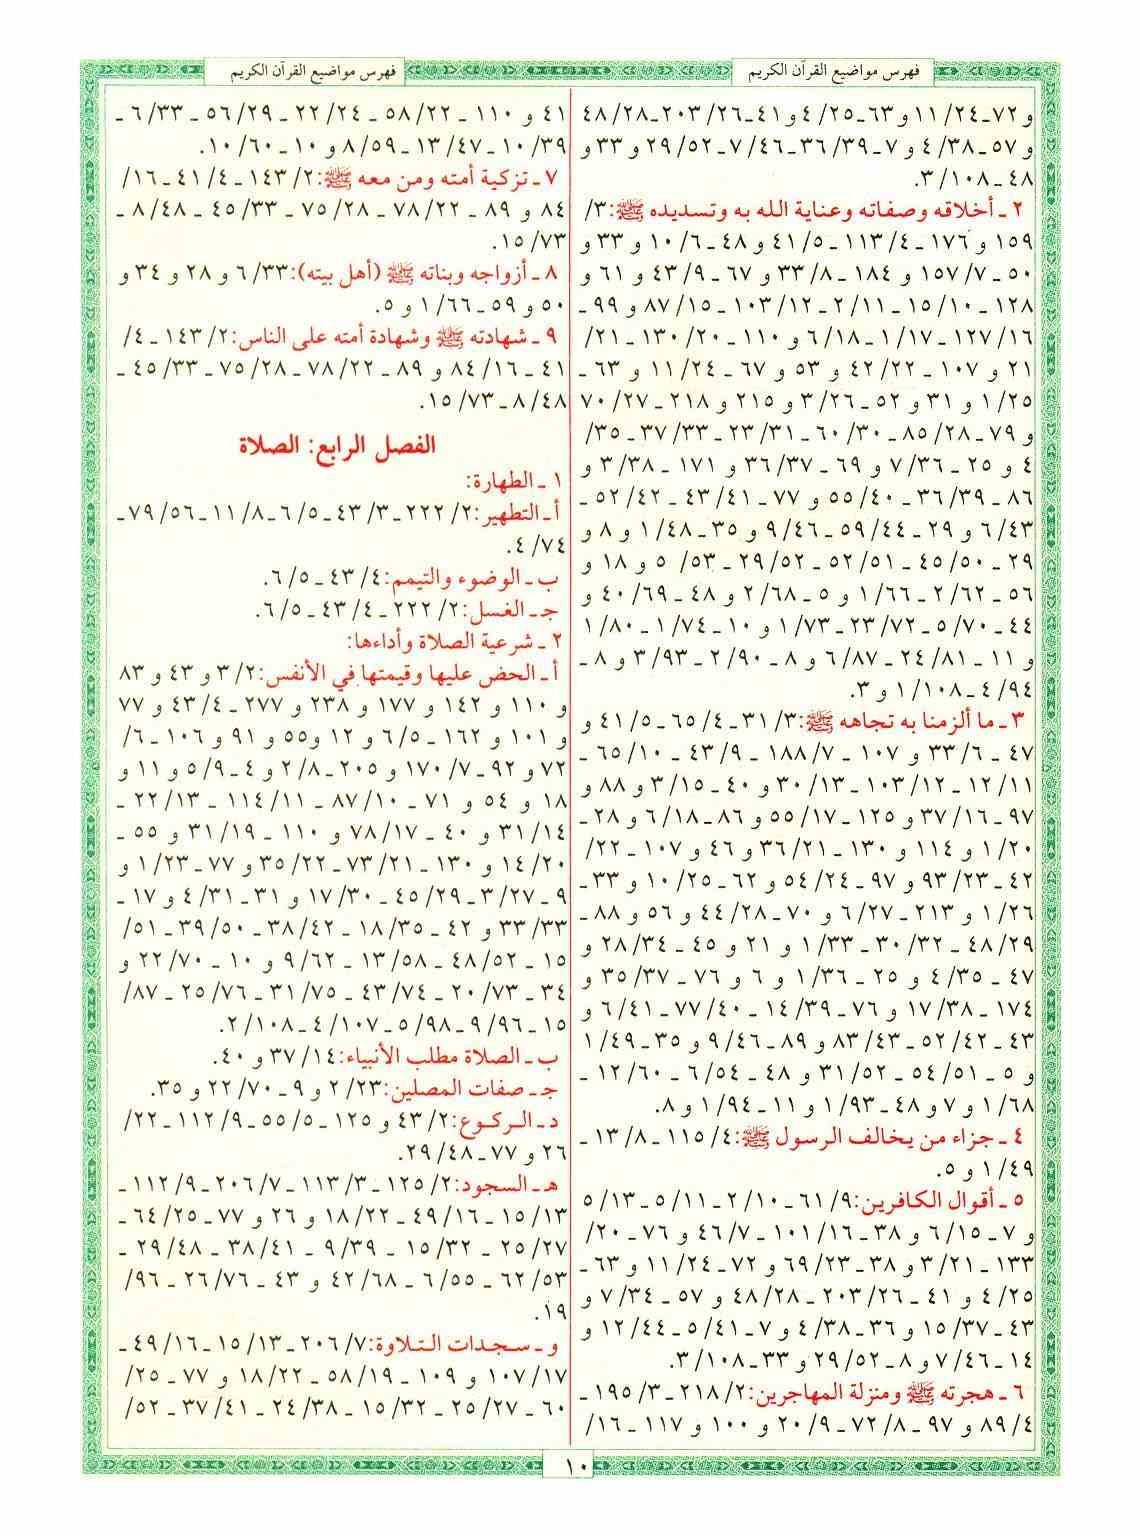 فهرس مواضيع القرآن الكريم
و ٧٢ـ ٢٤/ ١١ و ٦٣ـ ٢٥/ ٤ و ٤١ـ ٢٦/ ٢٠٣ـ ٢٨/ ٤٨
و ٥٧ـ ٣٨/ ٤ و ٧ـ ٣٩/ ٣٦ـ ٤٦/ ٧ـ ٥٢/ ٢٩ و ٣٣ و
٤٨ ـ ١٠٨/ ٣.
٢ ـ أخلاقه وصفاته وعناية الله به وتسديده ﷺ: ٣/
١٥٩ و ١٧٦ ـ ٤/ ١١٣ ـ ٥/ ٤١ و ٤٨ ـ ٦/ ١٠ و ٣٣ و
٥٠ ـ ٧/ ١٥٧ و ١٨٤ ـ ٨/ ٣٣ و ٦٧ ـ ٩/ ٤٣ و ٦١ و
١٢٨ ـ ١٠/ ١٥ ـ ١١/ ٢ ـ ١٢/ ١٠٣ ـ ١٥/ ٨٧ و ٩٩ ـ
١٦/ ١٢٧ ـ ١٧/ ١ ـ ١٨/ ٦ و ١١٠ ـ ٢٠/ ١٣٠ ـ ٢١/
٢١ و ١٠٧ ـ ٢٢/ ٤٢ و ٥٣ و ٦٧ ـ ٢٤/ ١١ و ٦٣ ـ
٢٥/ ١ و ٣١ و ٥٢ ـ ٢٦/ ٣ و ٢١٥ و ٢١٨ ـ ٢٧/ ٧٠
و ٧٩ ـ ٢٨/ ٨٥ ـ ٣٠/ ٦٠ ـ ٣١/ ٢٣ ـ ٣٣/ ٣٧ ـ ٣٥/
٤ و ٢٥ ـ ٣٦/ ٧ و ٦٩ ـ ٣٧/ ٣٦ و ١٧١ ـ ٣٨/ ٣ و
٨٦ ـ ٣٩/ ٣٦ ـ ٤٠/ ٥٥ و ٧٧ ـ ٤١/ ٤٣ ـ ٤٢/ ٥٢ ـ
٤٣/ ٦ و ٢٩ ـ ٤٤/ ٥٩ ـ ٤٦/ ٩ و ٣٥ ـ ٤٨/ ١ و ٨ و
٢٩ ـ ٥٠/ ٤٥ ـ ٥١/ ٥٢ ـ ٥٢/ ٢٩ ـ ٥٣/ ٥ و ١٨ و
٥٦ ـ ٦٢/ ٢ ـ ٦٦/ ١ و ٥ ـ ٦٨/ ٢ و ٤٨ ـ ٦٩/ ٤٠ و
٤٤ ـ ٧٠/ ٥ ـ ٧٢/ ٢٣ ـ ٧٣/ ١ و ١٠ ـ ٧٤/ ١ ـ ٨٠/ ١
و ١١ ـ ٨١/ ٢٤ ـ ٨٧/ ٦ و ٨ ـ ٩٠/ ٢ ـ ٩٣/ ٣ و ٨ ـ
٩٤/ ٤ ـ ١٠٨/ ١ و ٣.
٣ ـ ما ألزمنا به تجاهه ﷺ: ٣/ ٣١ ـ ٤/ ٦٥ ـ ٥/ ٤١ و
٤٧ ـ ٦/ ٣٣ و ١٠٧ ـ ٧/ ١٨٨ ـ ٩/ ٤٣ ـ ١٠/ ٦٥ ـ
١١/ ١٢ ـ ١٢/ ١٠٣ ـ ١٣/ ٣٠ و ٤٠ ـ ١٥/ ٣ و ٨٨ و
٩٧ ـ ١٦/ ٣٧ و ١٢٥ ـ ١٧/ ٥٥ و ٨٦ ـ ١٨/ ٦ و ٢٨ ـ
٢٠/ ١ و ١١٤ و ١٣٠ ـ ٢١/ ٣٦ و ٤٦ و ١٠٧ ـ ٢٢/
٤٢ ـ ٢٣/ ٩٣ و ٩٧ ـ ٢٤/ ٥٤ و ٦٢ ـ ٢٥/ ١٠ و ٣٣ ـ
٢٦/ ١ و ٢١٣ ـ ٢٧/ ٦ و ٧٠ ـ ٢٨/ ٤٤ و ٥٦ و ٨٨ ـ
٢٩/ ٤٨ ـ ٣٢/ ٣٠ ـ ٣٣/ ١ و ٢١ و ٤٥ ـ ٣٤/ ٢٨ و
٤٧ ـ ٣٥/ ٤ و ٢٥ ـ ٣٦/ ١ و ٦ و ٧٦ ـ ٣٧/ ٣٥ و
١٧٤ ـ ٣٨/ ١٧ و ٧٦ ـ ٣٩/ ١٤ ـ ٤٠/ ٧٧ ـ ٤١/ ٦ و
٤٣ ـ ٤٢/ ٥٢ ـ ٤٣/ ٨٣ و ٨٩ ـ ٤٦/ ٩ و ٣٥ ـ ٤٩/ ١
و ٥ ـ ٥١/ ٥٤ ـ ٥٢/ ٣١ و ٤٨ ـ ٥٤/ ٦ ـ ٦٠/ ١٢ ـ
٦٨/ ١ و ٧ و ٤٨ ـ ٩٣/ ١ و ١١ ـ ٩٤/ ١ و ٨.
٤ ـ جزاء من يخالف الرسول ﷺ: ٤/ ١١٥ ـ ٨/ ١٣ ـ
٤٩/ ١ و ٥.
٥ ـ أقوال الكافرين: ٩/ ٦١ ـ ١٠/ ٢ ـ ١١/ ٥ ـ ١٣/ ٥
و ٧ ـ ١٥/ ٦ و ٣٨ ـ ١٦/ ١٠١ ـ ٧/ ٤٦ و ٧٦ ـ ٢٠/
١٣٣ ـ ٢١/ ٣ و ٣٨ ـ ٢٣/ ٦٩ و ٧٢ ـ ٢٤/ ١١ و ٦٣ ـ
٢٥/ ٤ و ٤١ ـ ٢٦/ ٢٠٣ ـ ٢٨/ ٤٨ و ٥٧ ـ ٣٤/ ٧ و
٤٣ ـ ٣٧/ ١٥ و ٣٦ ـ ٣٨/ ٤ و ٧ ـ ٤١/ ٥ ـ ٤٤/ ١٢ و
١٤ ـ ٤٦/ ٧ و ٨ ـ ٥٢/ ٢٩ و ٣٣ ـ ١٠٨/ ٣.
٦ ـ هجرته ﷺ ومنزلة المهاجرين: ٢/ ٢١٨ ـ ٣/ ١٩٥ ـ
٤/ ٨٩ و ٩٧ ـ ٨/ ٧٢ ـ ٩/ ٢٠ و ١٠٠ و ١١٧ ـ ١٦/
فهرس مواضيع القرآن الكريم
٤١ و ١١٠ ـ ٢٢/ ٥٨ ـ ٢٤/ ٢٢ ـ ٢٩/ ٥٦ ـ ٣٣/ ٦ ـ
٣٩/ ١٠ ـ ٤٧/ ١٣ ـ ٥٩/ ٨ و ١٠ ـ ٦٠/ ١٠.
٧ ـ تزكية أمته ومن معه ﷺ: ٢/ ١٤٣ ـ ٤/ ٤١ ـ ١٦/
٨٤ و ٨٩ ـ ٢٢/ ٧٨ ـ ٢٨/ ٧٥ ـ ٣٣/ ٤٥ ـ ٤٨/ ٨ ـ
٧٣/ ١٥.
٨ ـ أزواجه وبناته ﷺ (أهل بيته): ٣٣/ ٦ و ٢٨ و ٣٤ و
٥٠ و ٥٩ ـ ٦٦/ ١ و ٥.
٩ ـ شهادته ﷺ وشهادة أمته على الناس: ٢/ ١٤٣ ـ ٤/
٤١ ـ ١٦/ ٨٤ و ٨٩ ـ ٢٢/ ٧٨ ـ ٢٨/ ٧٥ ـ ٣٣/ ٤٥ ـ
٤٨/ ٨ ـ ٧٣/ ١٥.
الفصل الرابع: الصلاة
١ ـ الطهارة:
أ ـ التطهير: ٢/ ٢٢٢ ـ ٣/ ٤٣ ـ ٥/ ٦ ـ ٨/ ١١ ـ ٥٦/ ٧٩ ـ
٧٤/ ٤.
ب ـ الوضوء والتيمم: ٤/ ٤٣ ـ ٥/ ٦.
جـ ـ الغسل: ٢/ ٢٢٢ ـ ٤/ ٤٣ ـ ٥/ ٦.
٢ ـ شرعية الصلاة وأداءها:
أ ـ الحض عليها وقيمتها في الأنفس: ٢/ ٣ و ٤٣ و ٨٣
و ١١٠ و ١٤٢ و ١٧٧ و ٢٣٨ و ٢٧٧ ـ ٤/ ٤٣ و ٧٧
و ١٠١ و ١٦٢ ـ ٥/ ٦ و ١٢ و ٥٥ و ٩١ و ١٠٦ ـ ٦/
٧٢ و ٩٢ ـ ٧/ ١٧٠ و ٢٠٥ ـ ٨/ ٢ و ٤ ـ ٩/ ٥ و ١١ و
١٨ و ٥٤ و ٧١ ـ ١٠/ ٨٧ ـ ١١/ ١١٤ ـ ١٣/ ٢٢ ـ
١٤/ ٣١ و ٤٠ ـ ١٧/ ٧٨ و ١١٠ ـ ١٩/ ٣١ و ٥٥ ـ
٢٠/ ١٤ و ١٣٠ ـ ٢١/ ٧٣ ـ ٢٢/ ٣٥ و ٧٧ ـ ٢٣/ ١ و
٩ ـ ٢٧/ ٣ ـ ٢٩/ ٤٥ ـ ٣٠/ ١٧ و ٣١ ـ ٣١/ ٤ و ١٧ ـ
٣٣/ ٣٣ و ٤٢ ـ ٣٥/ ١٨ ـ ٤٢/ ٣٨ ـ ٥٠/ ٣٩ ـ ٥١/
١٥ ـ ٥٢/ ٤٨ ـ ٥٨/ ١٣ ـ ٦٢/ ٩ و ١٠ ـ ٧٠/ ٢٢ و
٣٤ ـ ٧٣/ ٢٠ ـ ٧٤/ ٤٣ ـ ٧٥/ ٣١ ـ ٧٦/ ٢٥ ـ ٨٧/
١٥ ـ ٩٦/ ٩ ـ ٩٨/ ٥ ـ ١٠٧/ ٤ ـ ١٠٨/ ٢.
ب ـ الصلاة مطلب الأنبياء: ١٤/ ٣٧ و ٤٠.
جـ ـ صفات المصلين: ٢٣/ ٢ و ٩ ـ ٧٠/ ٢٢ و ٣٥.
د ـ الركوع: ٢/ ٤٣ و ١٢٥ ـ ٥/ ٥٥ ـ ٩/ ١١٢ ـ ٢٢/
٢٦ و ٧٧ ـ ٤٨/ ٢٩.
هـ ـ السجود: ٢/ ١٢٥ ـ ٣/ ١١٣ ـ ٧/ ٢٠٦ ـ ٩/ ١١٢ ـ
١٣/ ١٥ ـ ١٦/ ٤٩ ـ ٢٢/ ١٨ و ٢٦ و ٧٧ ـ ٢٥/ ٦٤ ـ
٢٧/ ٢٥ ـ ٣٢/ ١٥ ـ ٣٩/ ٩ ـ ٤١/ ٣٨ ـ ٤٨/ ٢٩ ـ
٥٣/ ٦٢ ـ ٥٥/ ٦ ـ ٦٨/ ٤٢ و ٤٣ ـ ٧٦/ ٢٦ ـ ٩٦/
١٩.
و ـ سجدات التلاوة: ٧/ ٢٠٦ ـ ١٣/ ١٥ ـ ١٦/ ٤٩ ـ
١٧/ ١٠٧ و ١٠٩ ـ ١٩/ ٥٨ ـ ٢٢/ ١٨ و ٧٧ ـ ٢٥/
٦٠ ـ ٢٧/ ٢٥ ـ ٣٢/ ١٥ ـ ٣٨/ ٢٤ ـ ٤١/ ٣٧ ـ ٥٢/
١٠